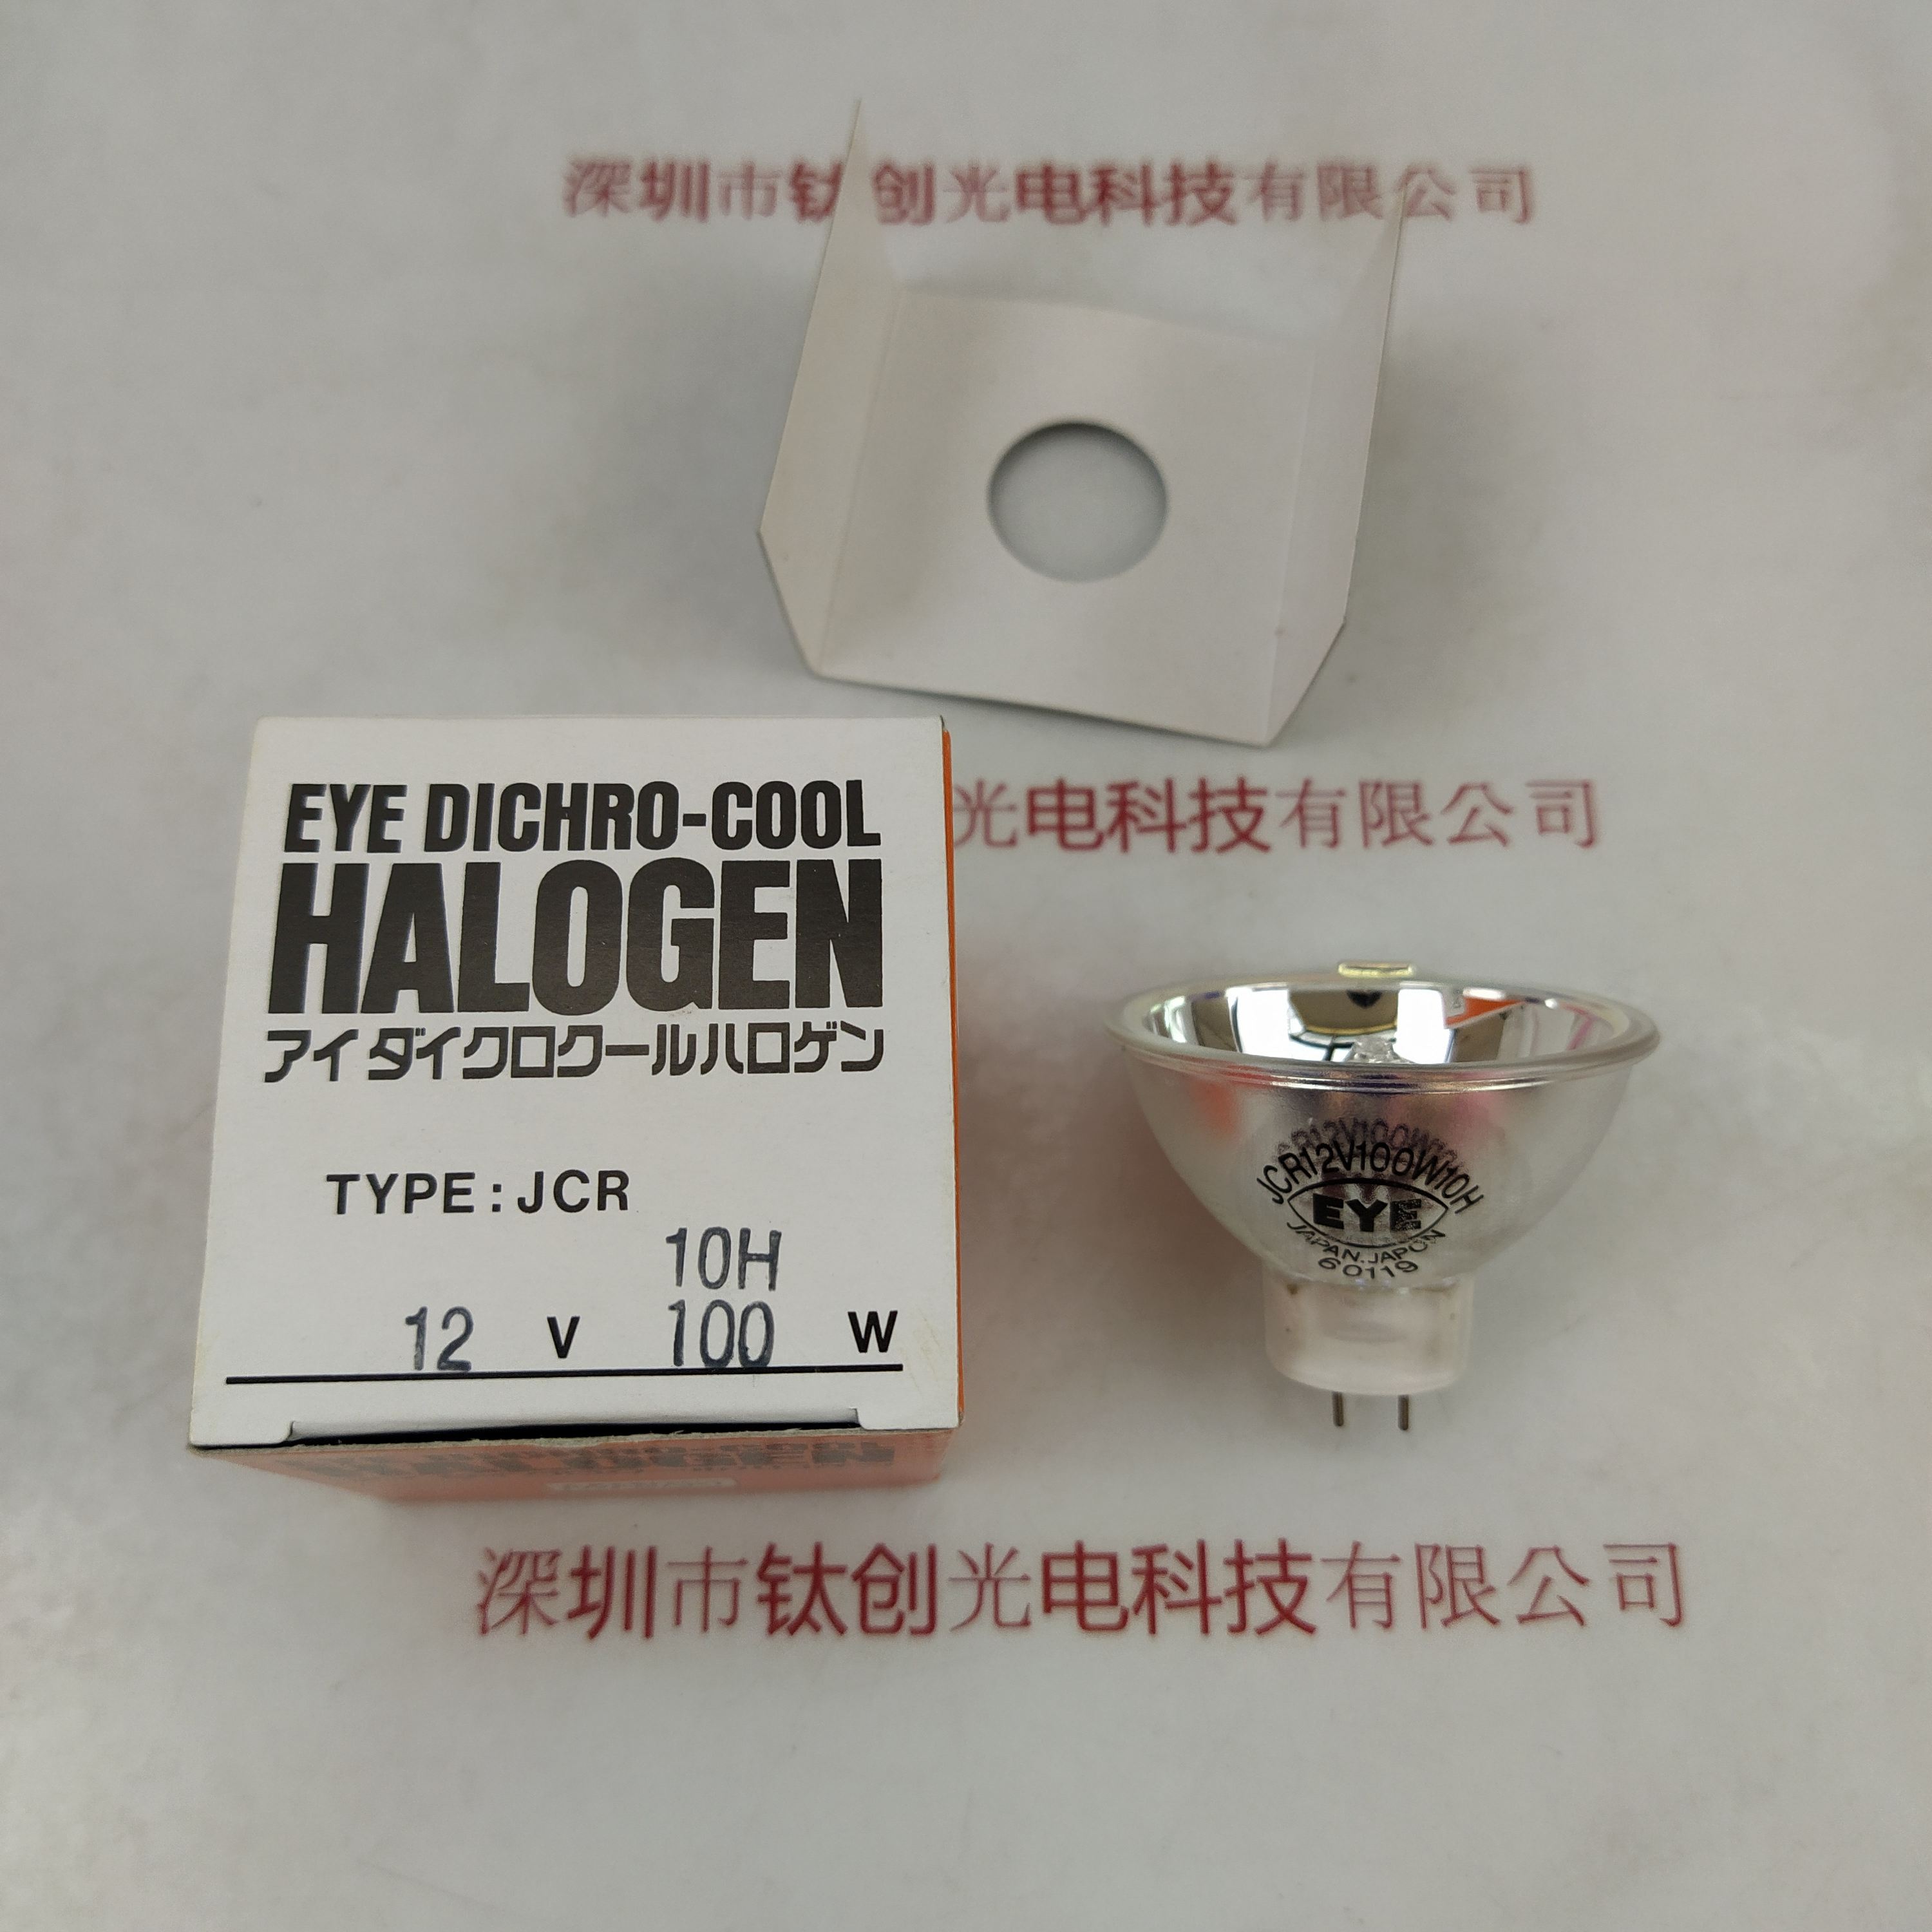 深圳市钛创光电科技有限公司
EYE DICHRO-COOL
HALOGEN
アイ ダイクロクールハロゲン
TYPE : JCR
10H
12 V 100 W
光电科技有限公司
JCR12V100W10H
EYE
JAPAN.JAPON
60119
深圳市钛创光电科技有限公司